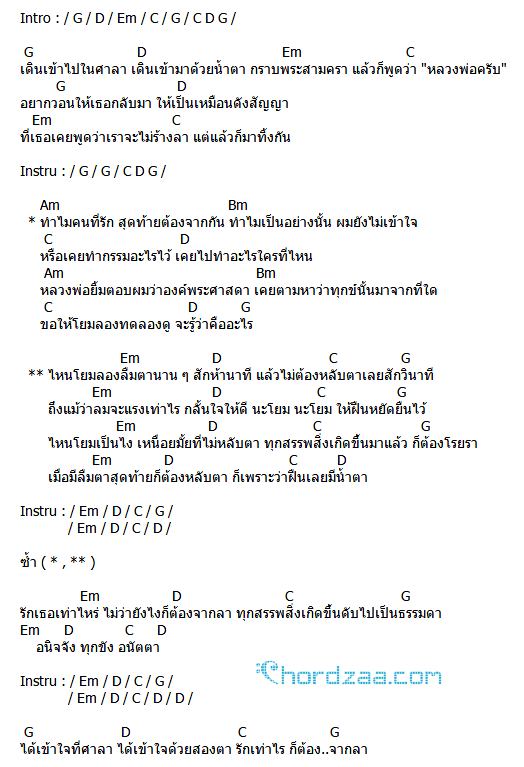 Intro : / G / D / Em / C / G / C D G /
G D Em C
เดินเข้าไปในศาลา เดินเข้ามาด้วยน้ำตา กราบพระสามครา แล้วก็พูดว่า "หลวงพ่อครับ"
G D
อยากวอนให้เธอกลับมา ให้เป็นเหมือนดังสัญญา
Em C
ที่เธอเคยพูดว่าเราจะไม่ร้างลา แต่แล้วก็มาทิ้งกัน
Instru : / G / G / C D G /
Am Bm
* ทำไมคนที่รัก สุดท้ายต้องจากกัน ทำไมเป็นอย่างนั้น ผมยังไม่เข้าใจ
C D
หรือเคยทำกรรมอะไรไว้ เคยไปทำอะไรใครที่ไหน
Am Bm
หลวงพ่อยิ้มตอบผมว่าองค์พระศาสดา เคยตามหาว่าทุกข์นั้นมาจากที่ใด
C D G
ขอให้โยมลองทดลองดู จะรู้ว่าคืออะไร
Em D C G
** ไหนโยมลองลืมตานาน ๆ สักห้านาที แล้วไม่ต้องหลับตาเลยสักวินาที
Em D C G
ถึงแม้ว่าลมจะแรงเท่าไร กลั้นใจให้ดี นะโยม นะโยม ให้ฝืนหยัดยืนไว้
Em D C G
ไหนโยมเป็นไง เหนื่อยมั้ยที่ไม่หลับตา ทุกสรรพสิ่งเกิดขึ้นมาแล้ว ก็ต้องโรยรา
Em D C D
เมื่อมีลืมตาสุดท้ายก็ต้องหลับตา ก็เพราะว่าฝืนเลยมีน้ำตา
Instru : / Em / D / C / G /
/ Em / D / C / D /
ซ้ำ ( * , ** )
Em D C G
รักเธอเท่าไหร่ ไม่ว่ายังไงก็ต้องจากลา ทุกสรรพสิ่งเกิดขึ้นดับไปเป็นธรรมดา
Em D C D
อนิจจัง ทุกขัง อนัตตา
chordzaa.com
Instru : / Em / D / C / G /
/ Em / D / C / D / D /
G D C G
ได้เข้าใจที่ศาลา ได้เข้าใจด้วยสองตา รักเท่าไร ก็ต้อง..จากลา